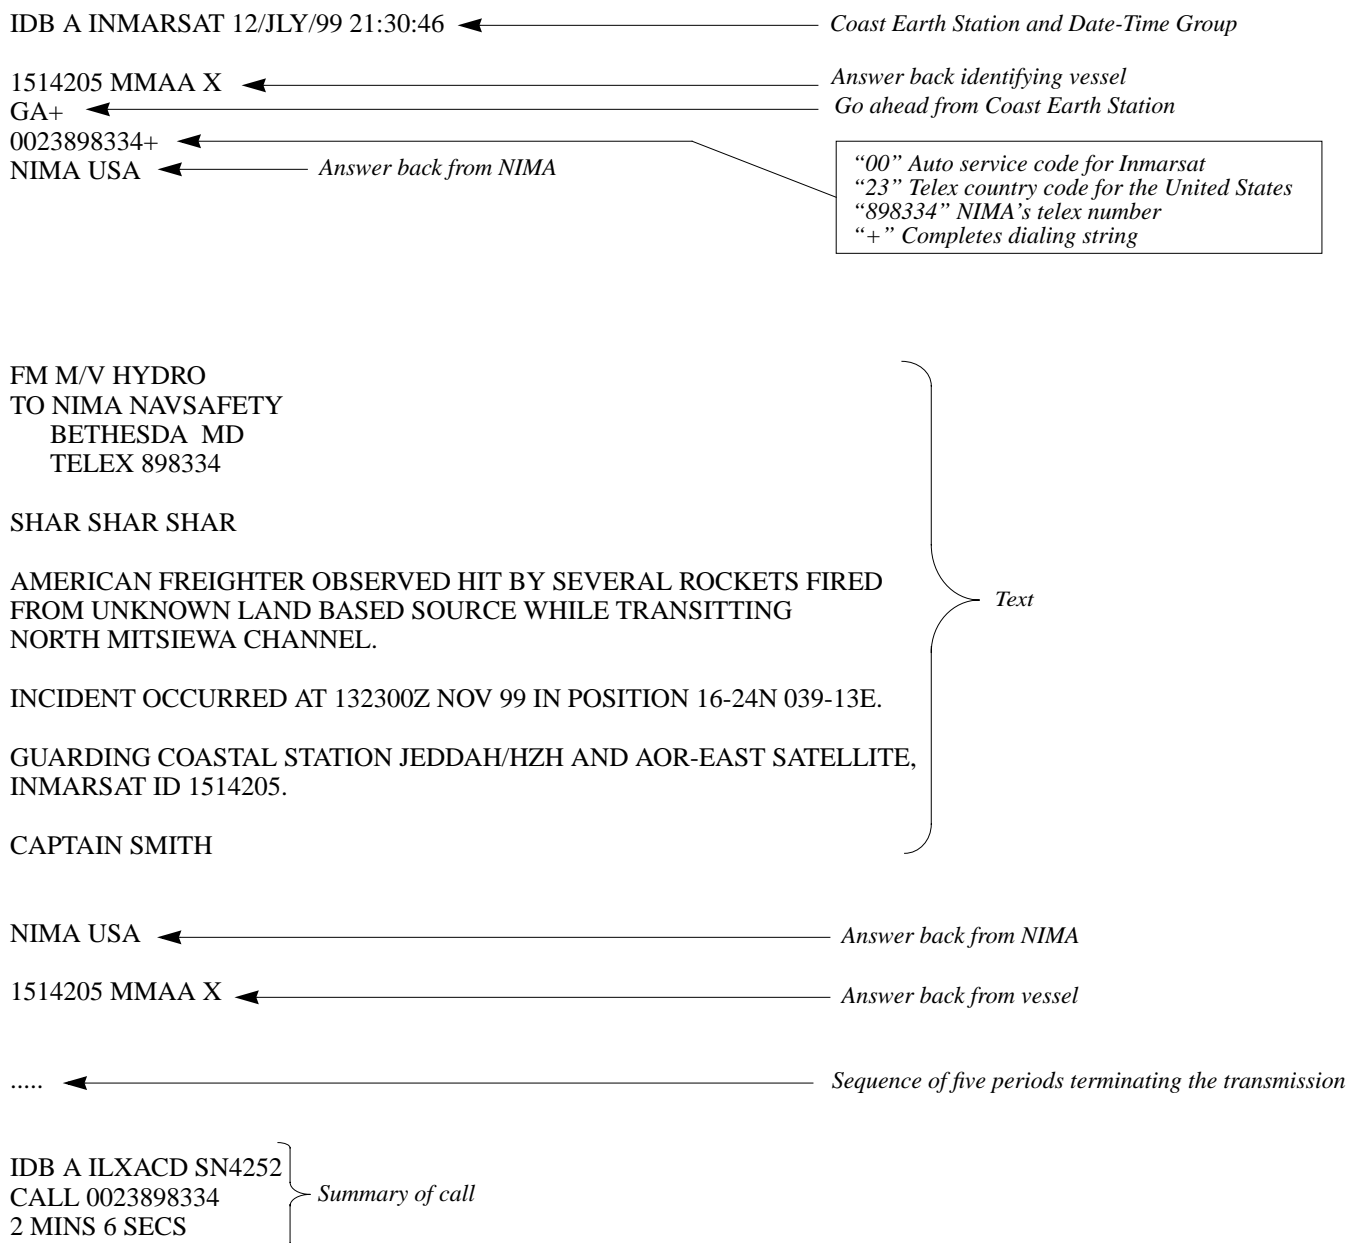 IDB A INMARSAT 12/JLY/99 21:30:46 Coast Earth Station and Date-Time Group
1514205 MMAA X Answer back identifying vessel
GA+ Go ahead from Coast Earth Station
0023898334+
NIMA USA Answer back from NIMA
“00” Auto service code for Inmarsat
“23” Telex country code for the United States
“898334” NIMA’s telex number
“+” Completes dialing string
FM M/V HYDRO
TO NIMA NAVSAFETY
BETHESDA MD
TELEX 898334
SHAR SHAR SHAR
AMERICAN FREIGHTER OBSERVED HIT BY SEVERAL ROCKETS FIRED
FROM UNKNOWN LAND BASED SOURCE WHILE TRANSITTING
NORTH MITSIEWA CHANNEL.
Text
INCIDENT OCCURRED AT 132300Z NOV 99 IN POSITION 16-24N 039-13E.
GUARDING COASTAL STATION JEDDAH/HZH AND AOR-EAST SATELLITE,
INMARSAT ID 1514205.
CAPTAIN SMITH
NIMA USA Answer back from NIMA
1514205 MMAA X Answer back from vessel
..... Sequence of five periods terminating the transmission
IDB A ILXACD SN4252
CALL 0023898334 Summary of call
2 MINS 6 SECS